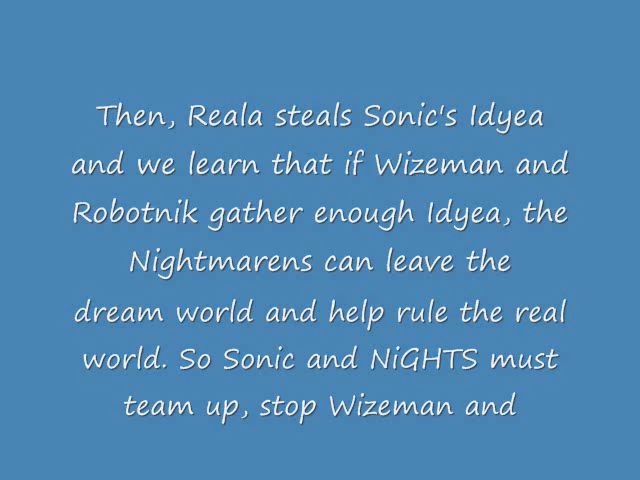 Then, Reala steals Sonic's Idyea
and we learn that if Wizeman and
Robotnik gather enough Idyea, the
Nightmarens can leave the
dream world and help rule the real
world. So Sonic and NiGHTS must
team up, stop Wizeman and